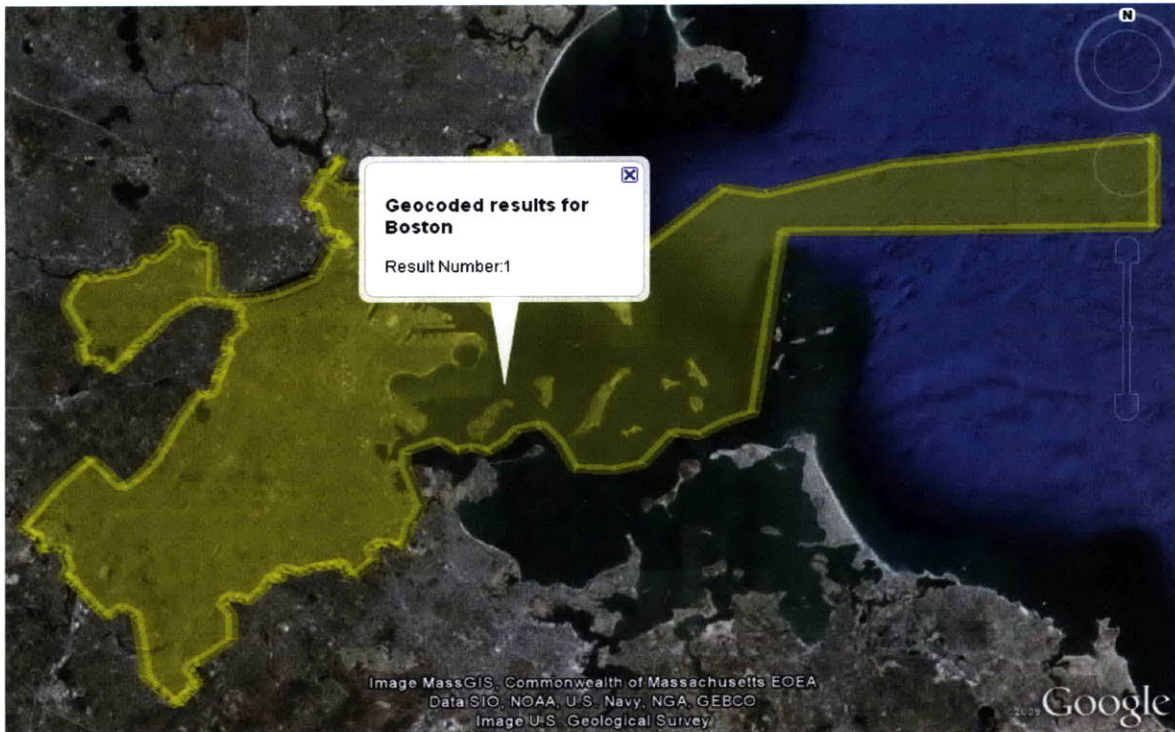 N
Geocoded results for
Boston
Result Number:1
Image MassGIS, Commonwealth of Massachusetts EOEA
Data SIO, NOAA, U.S. Navy, NGA, GEBCO
Image U.S. Geological Survey
2009 Google